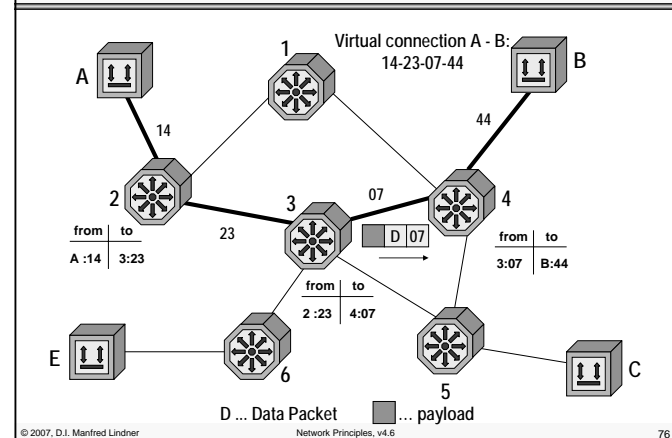 Virtual connection A - B:
14-23-07-44
1
A
B
14
44
2
3
07
4
23
D 07
from to
A :14 3:23
from to
3:07 B:44
from to
2 :23 4:07
E
6
5
C
D ... Data Packet ... payload
© 2007, D.I. Manfred Lindner Network Principles, v4.6 76